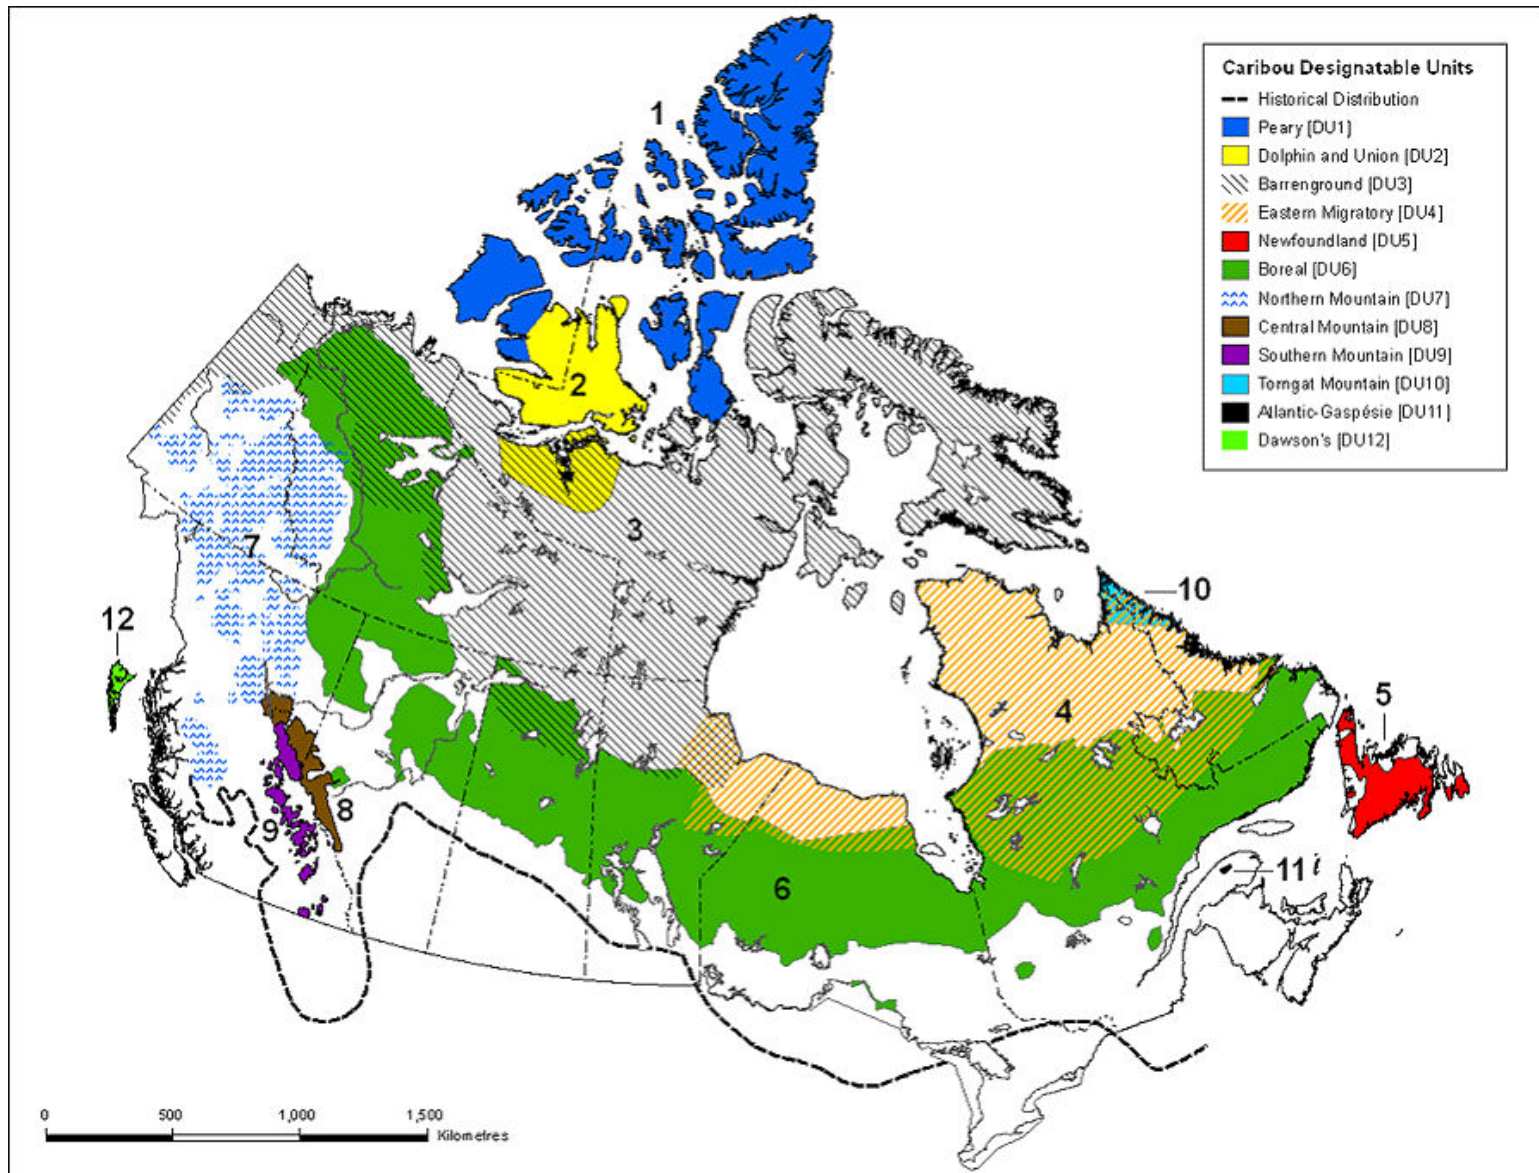 Caribou Designatable Units
Historical Distribution
Peary [DU1]
Dolphin and Union [DU2]
Barrenground [DU3]
Eastern Migratory [DU4]
Newfoundland [DU5]
Boreal [DU6]
Northern Mountain [DU7]
Central Mountain [DU8]
Southern Mountain [DU9]
Torngat Mountain [DU10]
Atlantic-Gaspésie [DU11]
Dawson's [DU12]
1
2
3
7
10
12
4
5
8
9
6
11
0 500 1,000 1,500
Kilometres